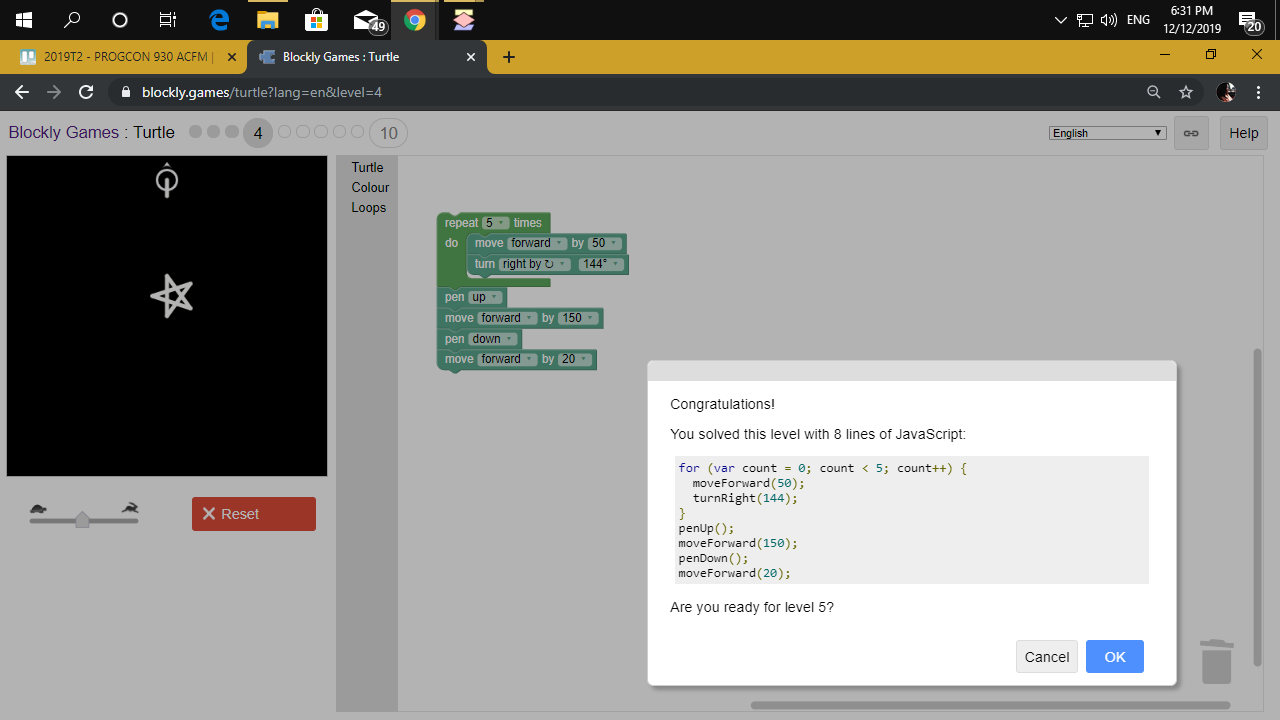 6:31 PM
ENG
49
12/12/2019
20
2019T2 - PROGCON 930 ACFM |
Blockly Games : Turtle
blockly.games/turtle?lang=en&level=4
Blockly Games : Turtle
4
10
English
Help
Turtle
Colour
Loops
repeat 5 times
do move forward by 50
turn right by ↻ 144°
pen up
move forward by 150
pen down
move forward by 20
Reset
Congratulations!
You solved this level with 8 lines of JavaScript:
for (var count = 0; count < 5; count++) {
moveForward(50);
turnRight(144);
}
penUp();
moveForward(150);
penDown();
moveForward(20);
Are you ready for level 5?
Cancel
OK